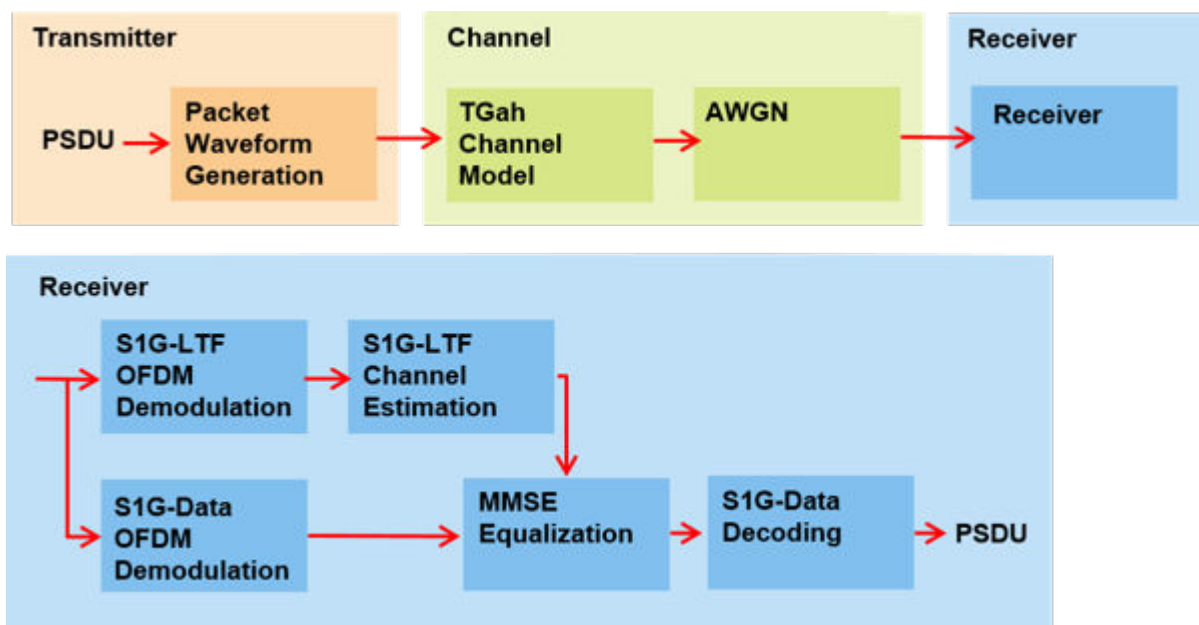 Transmitter
Channel
Receiver
PSDU
Packet
Waveform
Generation
TGah
Channel
Model
AWGN
Receiver
Receiver
S1G-LTF
OFDM
Demodulation
S1G-LTF
Channel
Estimation
S1G-Data
OFDM
Demodulation
MMSE
Equalization
S1G-Data
Decoding
PSDU